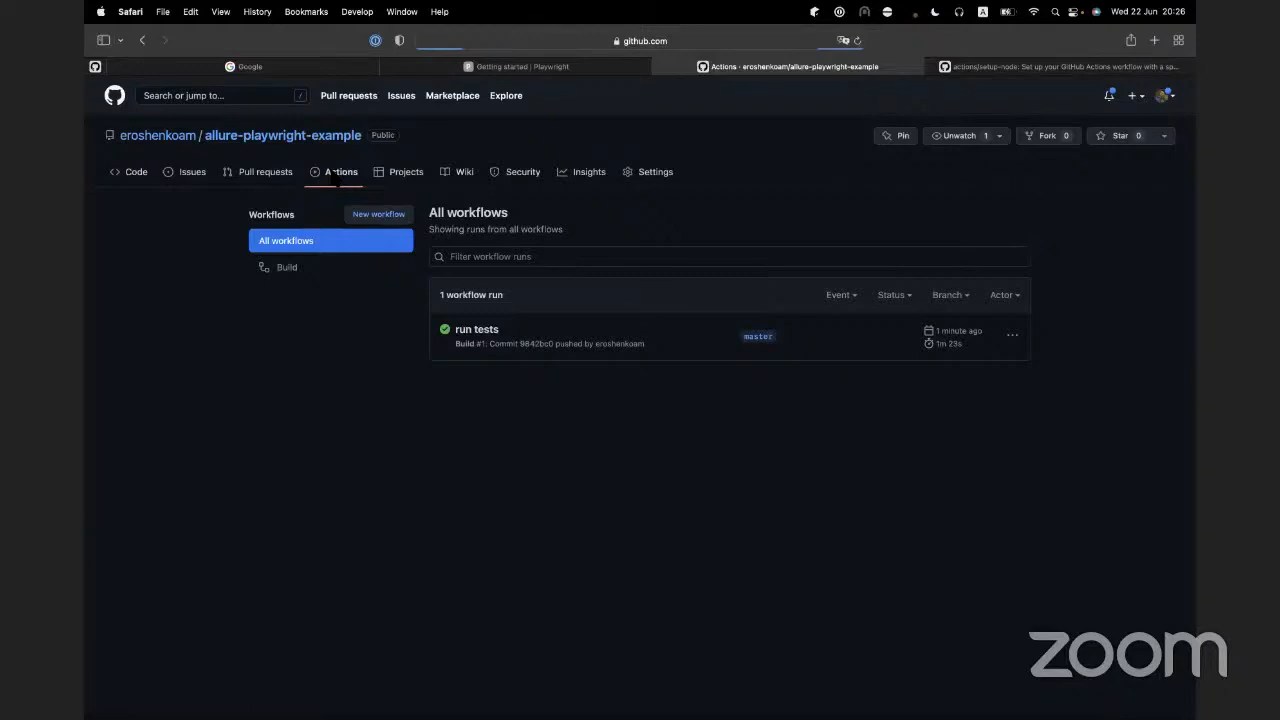 Safari File Edit View History Bookmarks Develop Window Help A Wed 22 Jun 20:26
github.com
Google Getting started | Playwright Actions · eroshenkoam/allure-playwright-example actions/setup-node: Set up your GitHub Actions workflow with a sp...
Search or jump to... / Pull requests Issues Marketplace Explore
eroshenkoam / allure-playwright-example Public Pin Unwatch 1 Fork 0 Star 0
Code Issues Pull requests Actions Projects Wiki Security Insights Settings
Workflows New workflow
All workflows
Build
All workflows
Showing runs from all workflows
Filter workflow runs
1 workflow run Event Status Branch Actor
run tests master 1 minute ago ...
Build #1: Commit 9842bc0 pushed by eroshenkoam 1m 23s
zoom